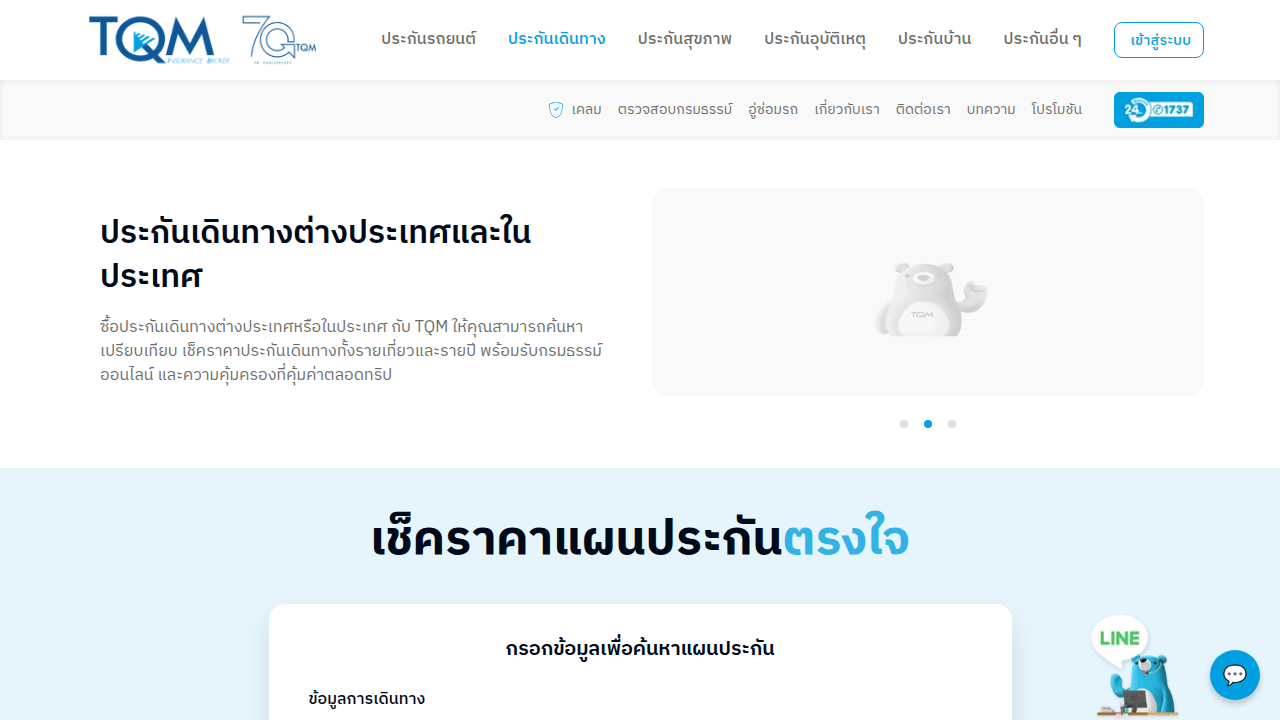 TQM
INSURANCE BROKER
TQM
70 ANNIVERSARY
ประกันรถยนต์
ประกันเดินทาง
ประกันสุขภาพ
ประกันอุบัติเหตุ
ประกันบ้าน
ประกันอื่น ๆ
เข้าสู่ระบบ
เคลม
ตรวจสอบกรมธรรม์
อู่ซ่อมรถ
เกี่ยวกับเรา
ติดต่อเรา
บทความ
โปรโมชัน
24 1737
ประกันเดินทางต่างประเทศและใน
ประเทศ
ซื้อประกันเดินทางต่างประเทศหรือในประเทศ กับ TQM ให้คุณสามารถค้นหา
เปรียบเทียบ เช็คราคาประกันเดินทางทั้งรายเที่ยวและรายปี พร้อมรับกรมธรรม์
ออนไลน์ และความคุ้มครองที่คุ้มค่าตลอดทริป
TQM
เช็คราคาแผนประกันตรงใจ
กรอกข้อมูลเพื่อค้นหาแผนประกัน
ข้อมูลการเดินทาง
LINE